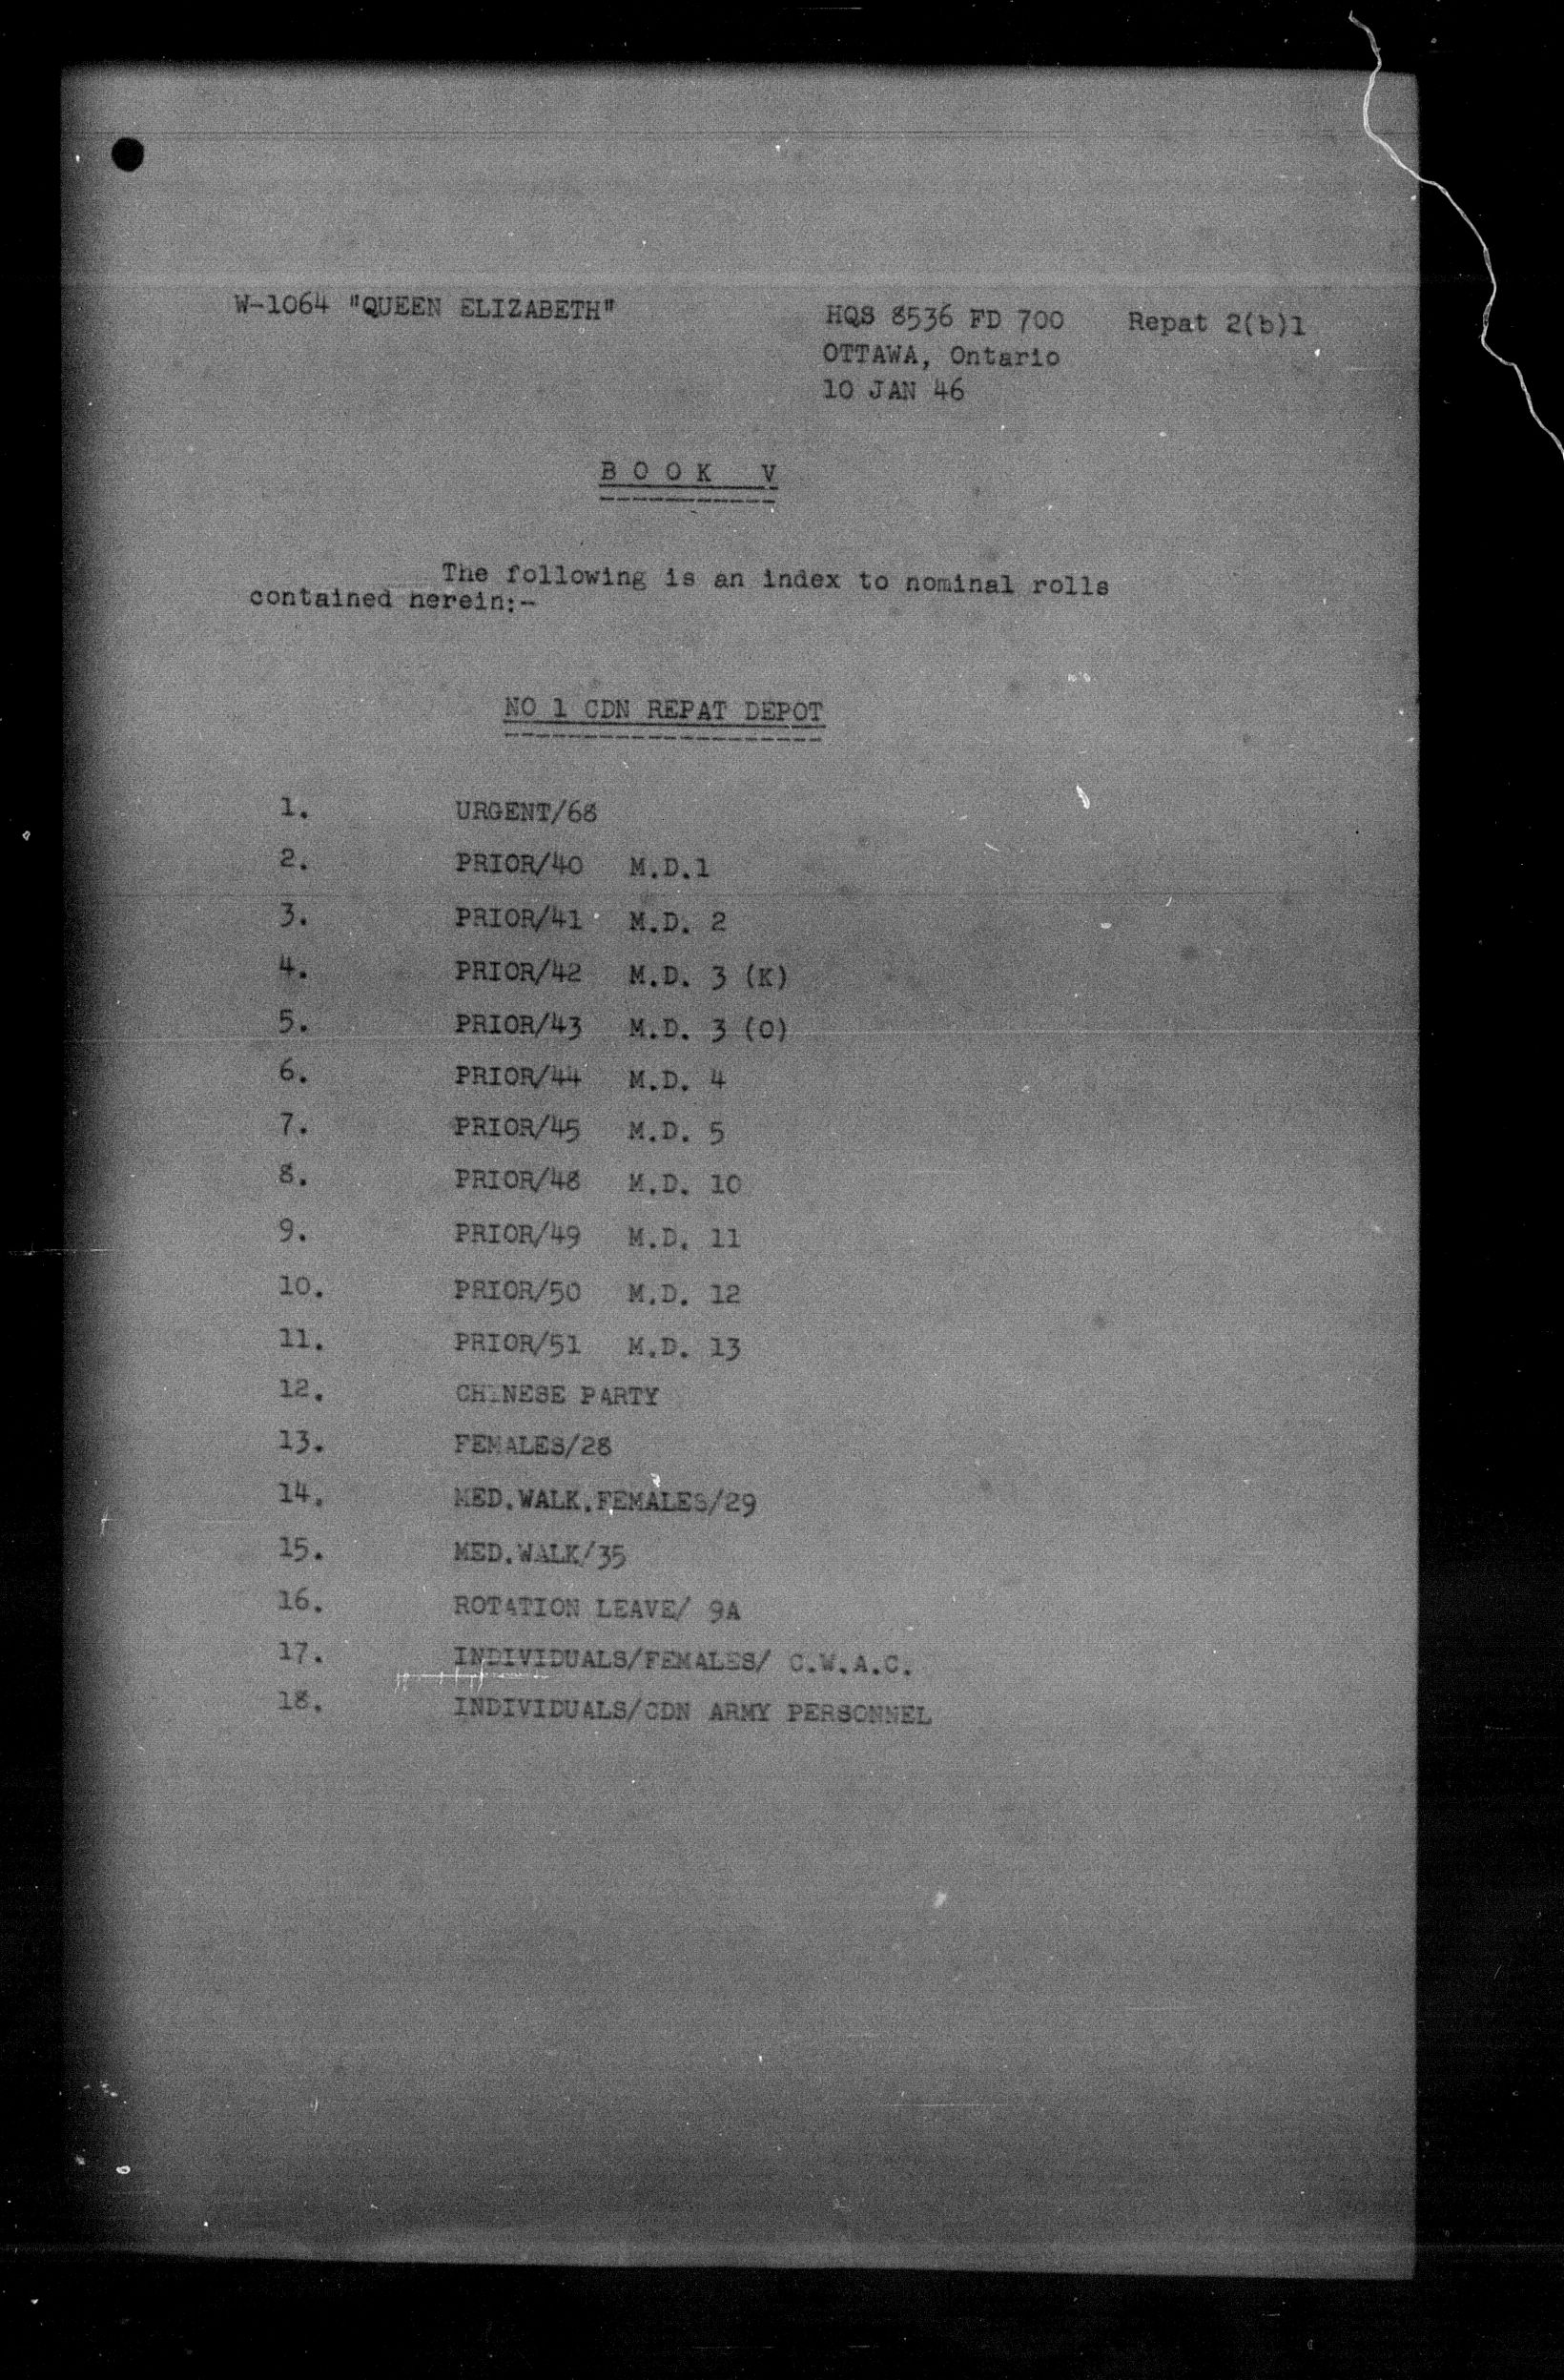 W-1064 "QUEEN ELIZABETH"
HQS 8536 FD 700 Repat 2(b)1
OTTAWA, Ontario
10 JAN 46
B O O K V
The following is an index to nominal rolls
contained herein:-
NO 1 CDN REPAT DEPOT
1. URGENT/68
2. PRIOR/40 M.D.1
3. PRIOR/41 M.D. 2
4. PRIOR/42 M.D. 3 (K)
5. PRIOR/43 M.D. 3 (O)
6. PRIOR/44 M.D. 4
7. PRIOR/45 M.D. 5
8. PRIOR/48 M.D. 10
9. PRIOR/49 M.D. 11
10. PRIOR/50 M.D. 12
11. PRIOR/51 M.D. 13
12. CHINESE PARTY
13. FEMALES/28
14. MED.WALK.FEMALES/29
15. MED.WALK/35
16. ROTATION LEAVE/ 9A
17. INDIVIDUALS/FEMALES/ C.W.A.C.
18. INDIVIDUALS/CDN ARMY PERSONNEL